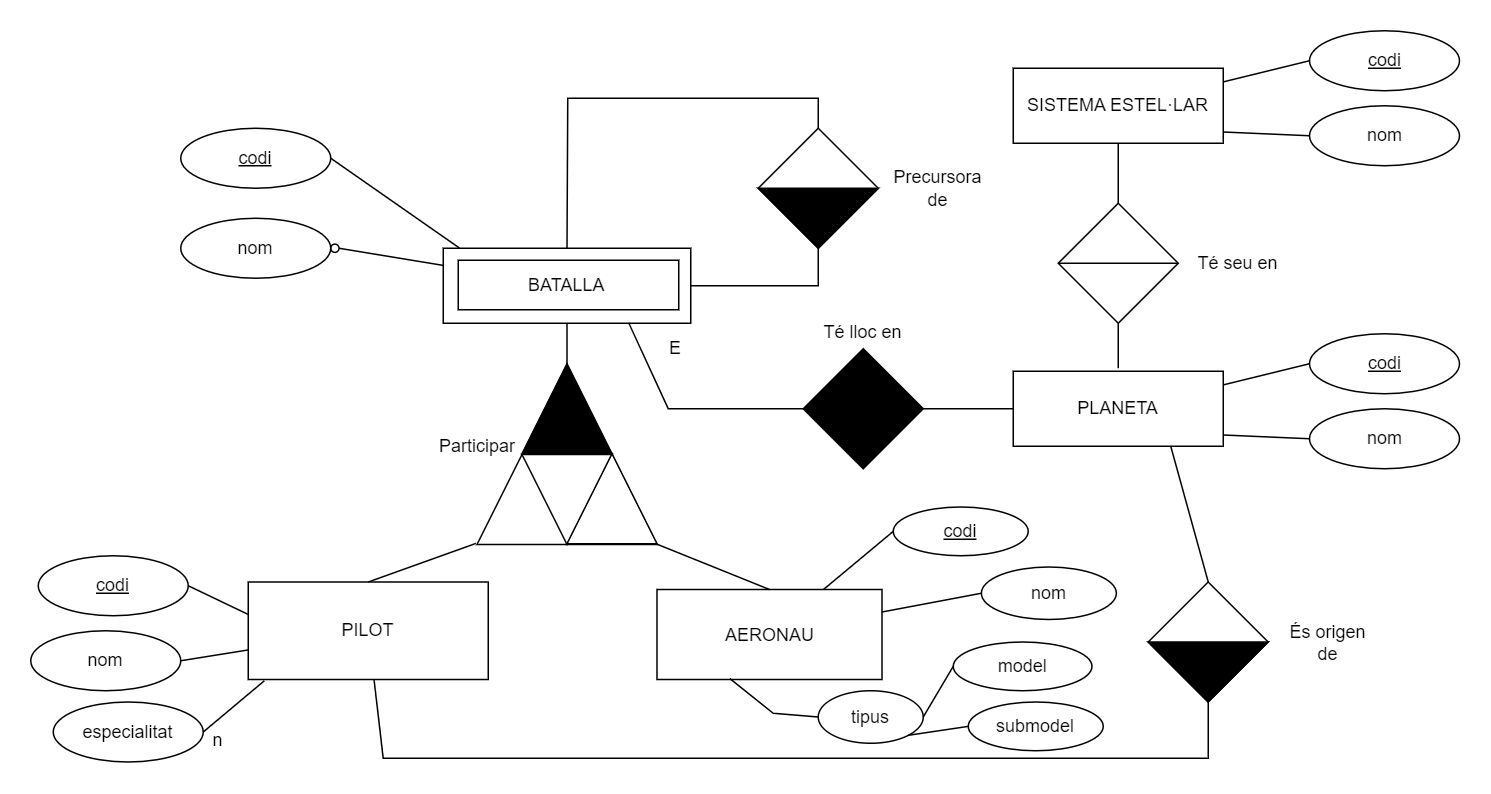 codi
SISTEMA ESTEL·LAR
nom
codi
Precursora
de
nom
BATALLA
Té seu en
Té lloc en
E
codi
PLANETA
nom
Participar
codi
codi
nom
És origen
de
PILOT
AERONAU
nom
model
especialitat
n
tipus
submodel